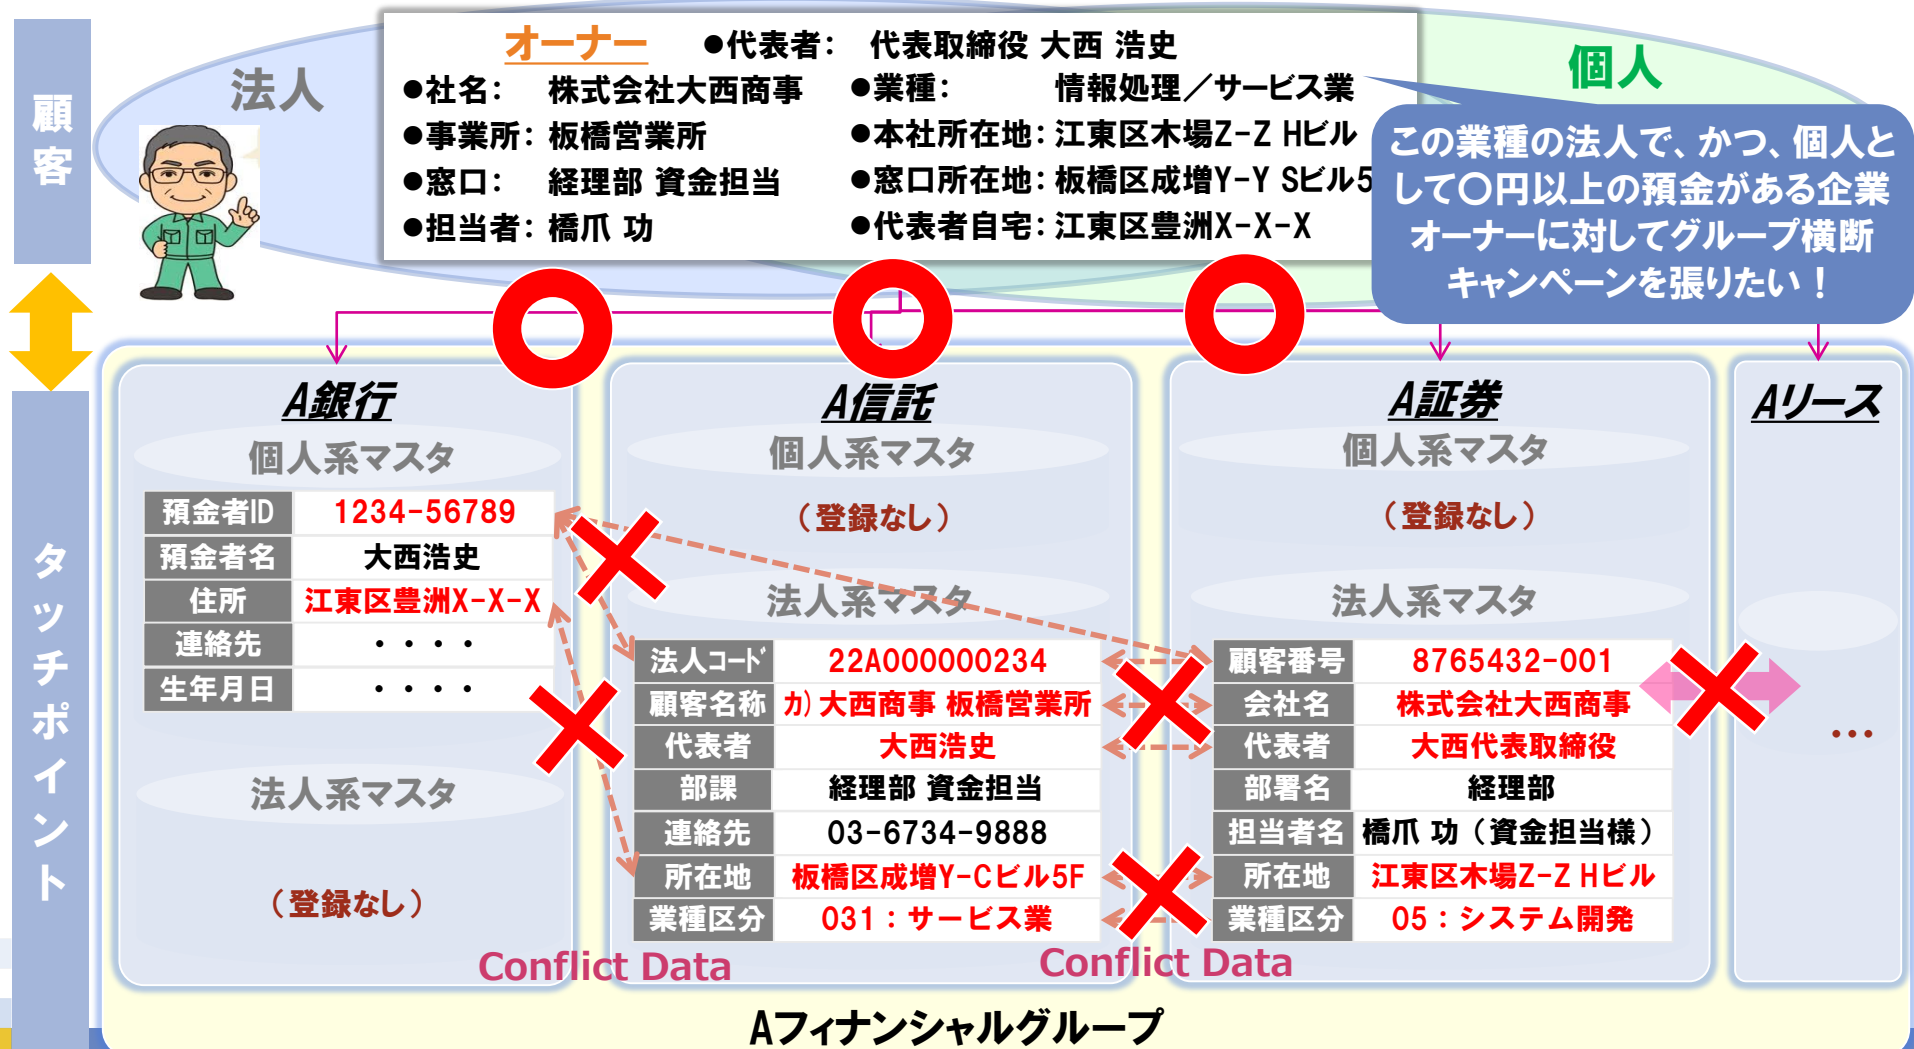 顧客
法人
個人
オーナー ●代表者： 代表取締役 大西 浩史
●社名： 株式会社大西商事 ●業種： 情報処理／サービス業
●事業所： 板橋営業所 ●本社所在地： 江東区木場Z-Z Hビル
●窓口： 経理部 資金担当 ●窓口所在地： 板橋区成増Y-Y Sビル5
●担当者： 橋爪 功 ●代表者自宅： 江東区豊洲X-X-X
この業種の法人で、かつ、個人と
して〇円以上の預金がある企業
オーナーに対してグループ横断
キャンペーンを張りたい！
タッチポイント
A銀行
個人系マスタ
預金者ID 1234-56789
預金者名 大西浩史
住所 江東区豊洲X-X-X
連絡先 ・・・・
生年月日 ・・・・
法人系マスタ
（登録なし）
A信託
個人系マスタ
（登録なし）
法人系マスタ
法人コード 22A000000234
顧客名称 カ）大西商事 板橋営業所
代表者 大西浩史
部課 経理部 資金担当
連絡先 03-6734-9888
所在地 板橋区成増Y-Cビル5F
業種区分 031：サービス業
A証券
個人系マスタ
（登録なし）
法人系マスタ
顧客番号 8765432-001
会社名 株式会社大西商事
代表者 大西代表取締役
部署名 経理部
担当者名 橋爪 功（資金担当様）
所在地 江東区木場Z-Z Hビル
業種区分 05：システム開発
Aリース
...
Conflict Data
Conflict Data
Aフィナンシャルグループ